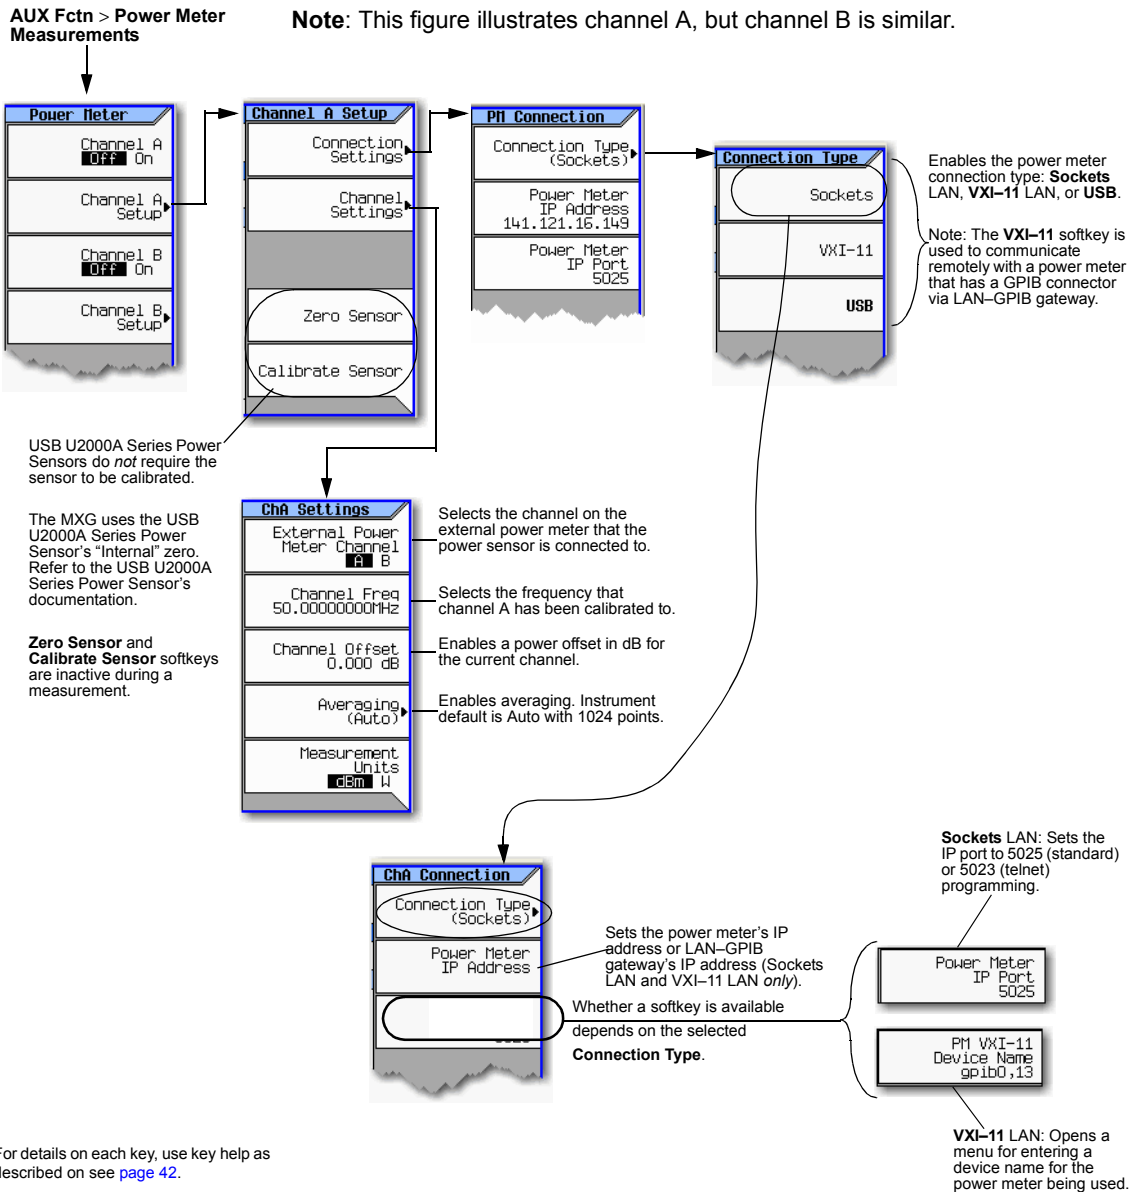 AUX Fctn > Power Meter
Measurements
Note: This figure illustrates channel A, but channel B is similar.
Power Meter
Channel A
Off On
Channel A
Setup
Channel B
Off On
Channel B
Setup
Channel A Setup
Connection
Settings
Channel
Settings
Zero Sensor
Calibrate Sensor
PM Connection
Connection Type
(Sockets)
Power Meter
IP Address
141.121.16.149
Power Meter
IP Port
5025
Connection Type
Sockets
VXI-11
USB
Enables the power meter
connection type: Sockets
LAN, VXI–11 LAN, or USB.
Note: The VXI–11 softkey is
used to communicate
remotely with a power meter
that has a GPIB connector
via LAN–GPIB gateway.
USB U2000A Series Power
Sensors do not require the
sensor to be calibrated.
The MXG uses the USB
U2000A Series Power
Sensor's “Internal” zero.
Refer to the USB U2000A
Series Power Sensor's
documentation.
Zero Sensor and
Calibrate Sensor softkeys
are inactive during a
measurement.
ChA Settings
External Power
Meter Channel
A B
Channel Freq
50.00000000MHz
Channel Offset
0.000 dB
Averaging
(Auto)
Measurement
Units
dBm W
Selects the channel on the
external power meter that the
power sensor is connected to.
Selects the frequency that
channel A has been calibrated to.
Enables a power offset in dB for
the current channel.
Enables averaging. Instrument
default is Auto with 1024 points.
ChA Connection
Connection Type
(Sockets)
Power Meter
IP Address
Sets the power meter's IP
address or LAN–GPIB
gateway's IP address (Sockets
LAN and VXI–11 LAN only).
Whether a softkey is available
depends on the selected
Connection Type.
Sockets LAN: Sets the
IP port to 5025 (standard)
or 5023 (telnet)
programming.
Power Meter
IP Port
5025
PM VXI-11
Device Name
gpib0,13
VXI–11 LAN: Opens a
menu for entering a
device name for the
power meter being used.
For details on each key, use key help as
described on see page 42.